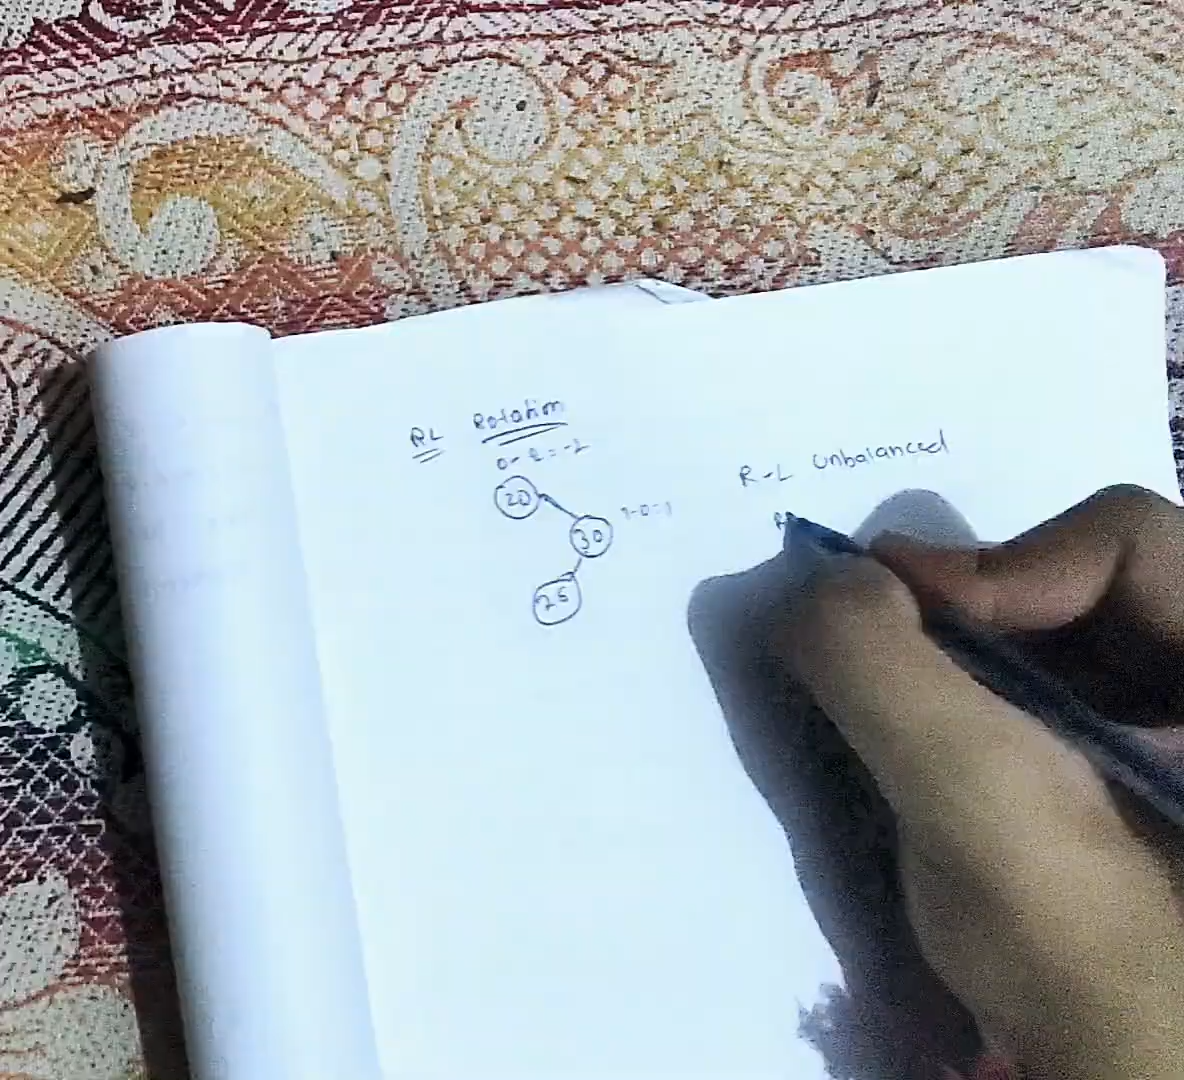 RL Rotation
0-2=-2
20
30 1-0=1
25
R-L Unbalanced